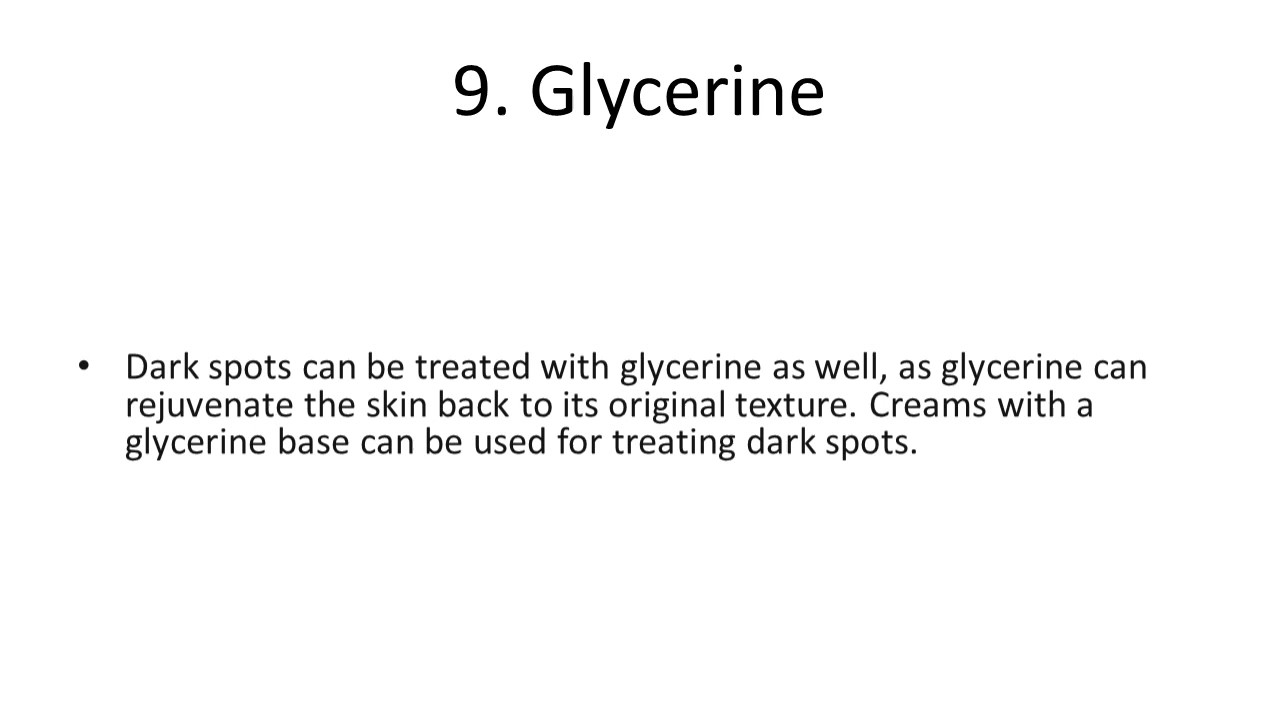 9. Glycerine
• Dark spots can be treated with glycerine as well, as glycerine can
rejuvenate the skin back to its original texture. Creams with a
glycerine base can be used for treating dark spots.